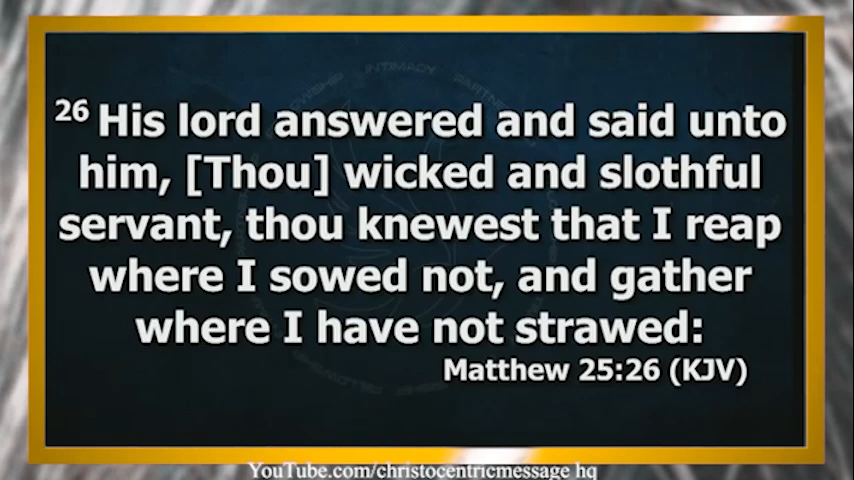 INTIMACY
26 His lord answered and said unto
him, [Thou] wicked and slothful
servant, thou knewest that I reap
where I sowed not, and gather
where I have not strawed:
Matthew 25:26 (KJV)
YouTube.com/christocentricmessage hq